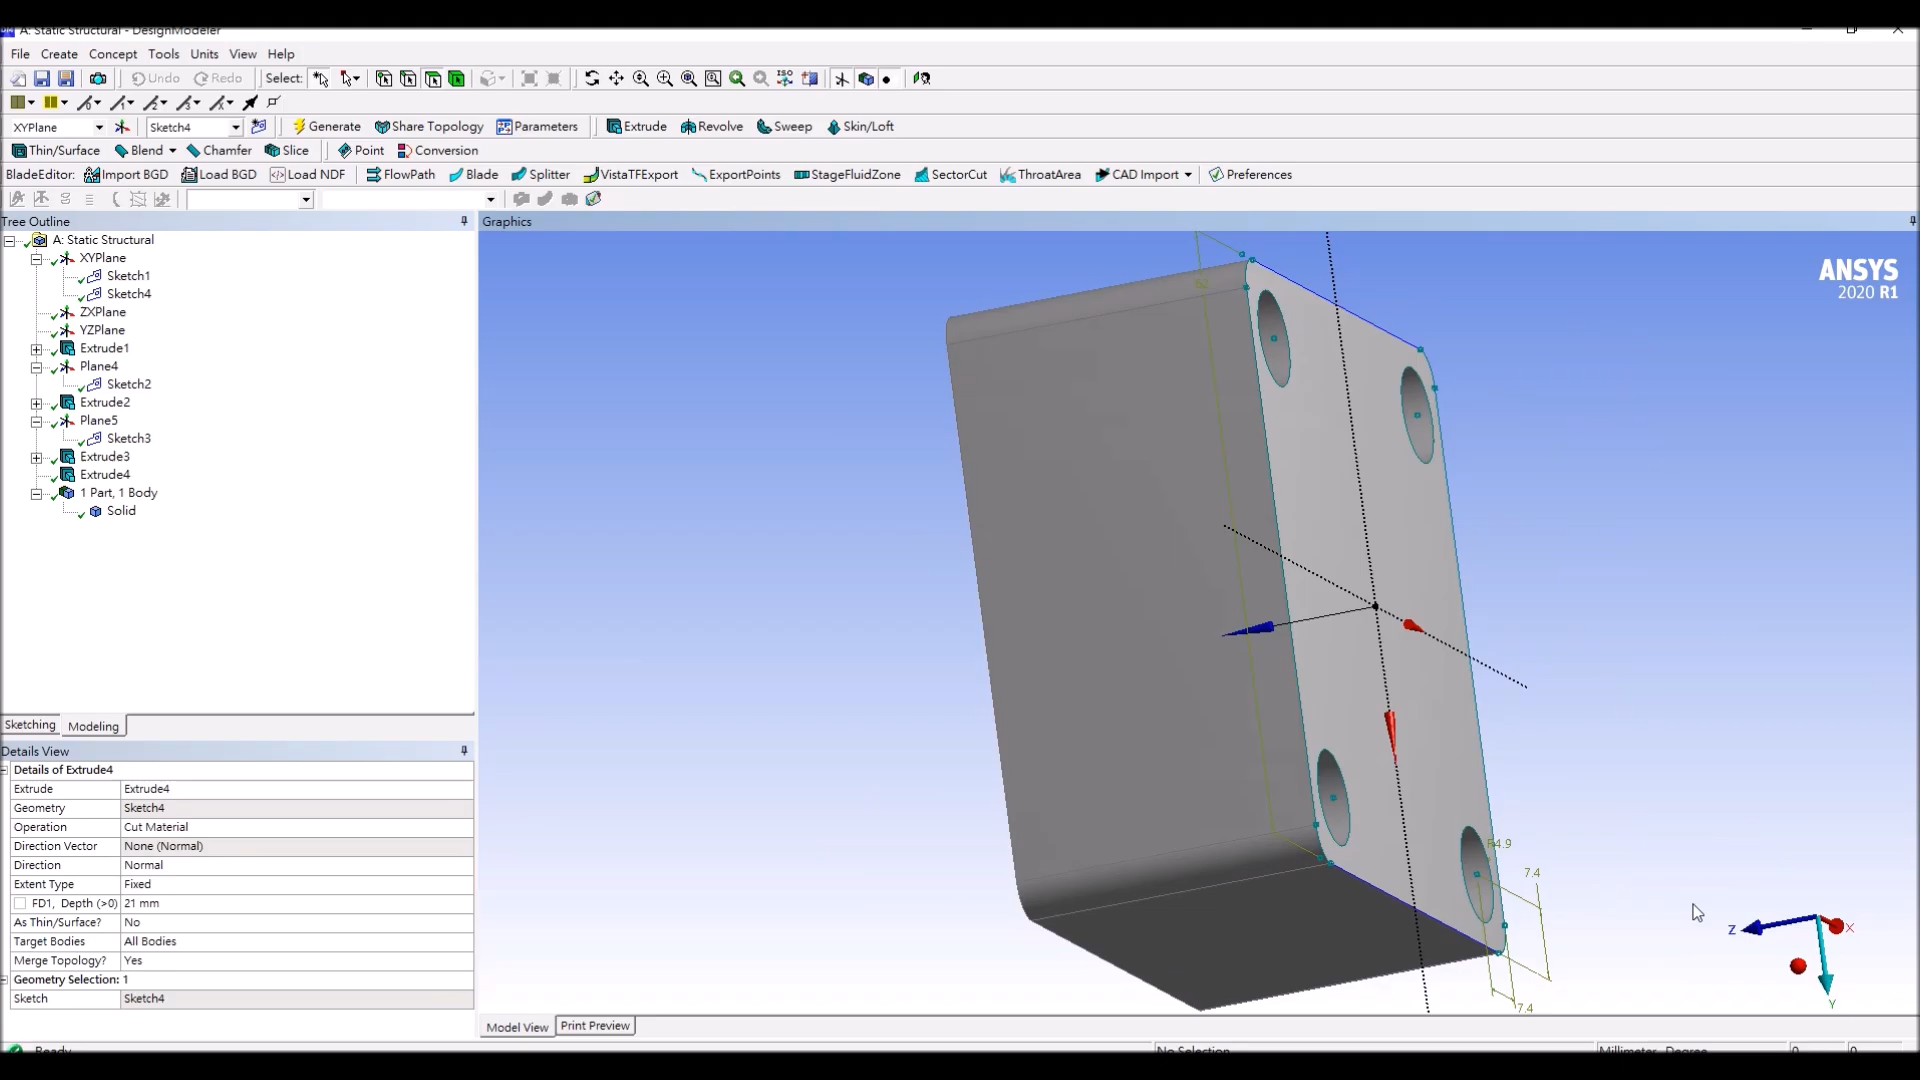 A: Static Structural - DesignModeler
File Create Concept Tools Units View Help
Undo Redo Select: ISO
XYPlane Sketch4 Generate Share Topology Parameters Extrude Revolve Sweep Skin/Loft
Thin/Surface Blend Chamfer Slice Point Conversion
BladeEditor: Import BGD Load BGD Load NDF FlowPath Blade Splitter VistaTFExport ExportPoints StageFluidZone SectorCut ThroatArea CAD Import Preferences
Tree Outline
A: Static Structural
XYPlane
Sketch1
Sketch4
ZXPlane
YZPlane
Extrude1
Plane4
Sketch2
Extrude2
Plane5
Sketch3
Extrude3
Extrude4
1 Part, 1 Body
Solid
Sketching Modeling
Details View
Details of Extrude4
Extrude Extrude4
Geometry Sketch4
Operation Cut Material
Direction Vector None (Normal)
Direction Normal
Extent Type Fixed
FD1, Depth (>0) 21 mm
As Thin/Surface? No
Target Bodies All Bodies
Merge Topology? Yes
Geometry Selection: 1
Sketch Sketch4
Graphics
ANSYS
2020 R1
7.4
7.4
Z
X
Y
Model View Print Preview
Ready No Selection Millimeter Degree 0 0